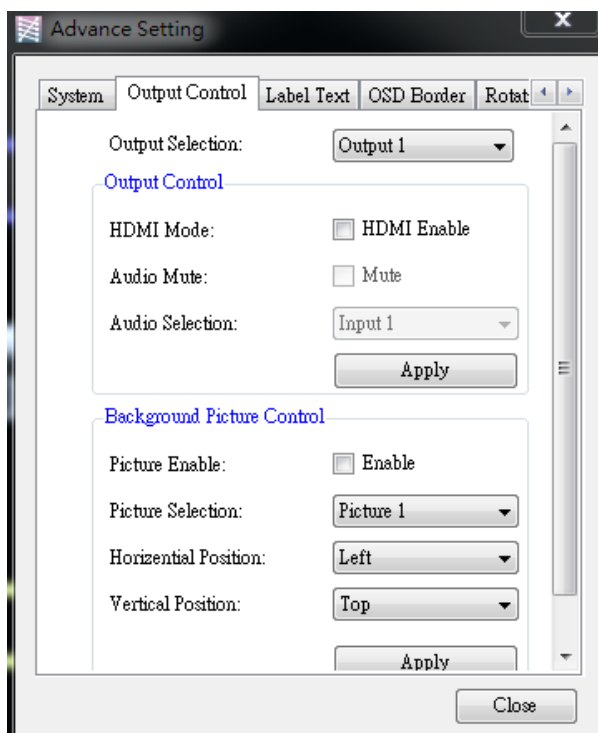 Advance Setting
x
System Output Control Label Text OSD Border Rotat
Output Selection: Output 1
Output Control
HDMI Mode: HDMI Enable
Audio Mute: Mute
Audio Selection: Input 1
Apply
Background Picture Control
Picture Enable: Enable
Picture Selection: Picture 1
Horizential Position: Left
Vertical Position: Top
Apply
Close